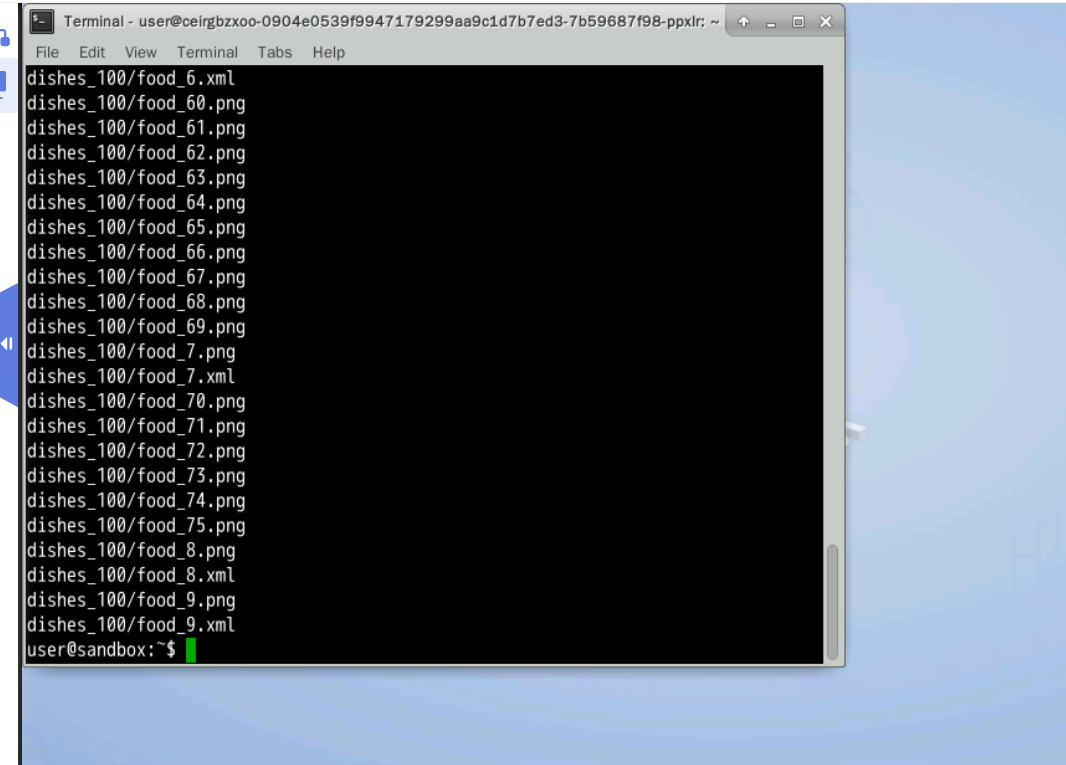 Terminal - user@ceirgbzxoo-0904e0539f9947179299aa9c1d7b7ed3-7b59687f98-ppxlr: ~
File Edit View Terminal Tabs Help
dishes_100/food_6.xml
dishes_100/food_60.png
dishes_100/food_61.png
dishes_100/food_62.png
dishes_100/food_63.png
dishes_100/food_64.png
dishes_100/food_65.png
dishes_100/food_66.png
dishes_100/food_67.png
dishes_100/food_68.png
dishes_100/food_69.png
dishes_100/food_7.png
dishes_100/food_7.xml
dishes_100/food_70.png
dishes_100/food_71.png
dishes_100/food_72.png
dishes_100/food_73.png
dishes_100/food_74.png
dishes_100/food_75.png
dishes_100/food_8.png
dishes_100/food_8.xml
dishes_100/food_9.png
dishes_100/food_9.xml
user@sandbox:~$